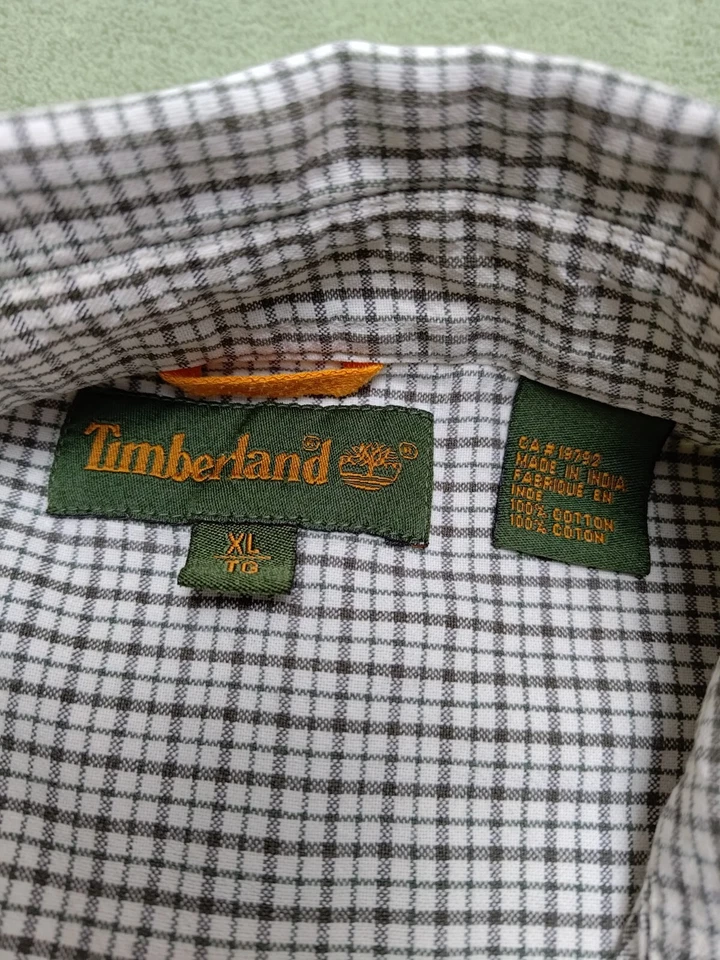 Timberland
XL
TG
CA # 19792
MADE IN INDIA
FABRIQUE EN
INDE
100% COTTON
100% COTON